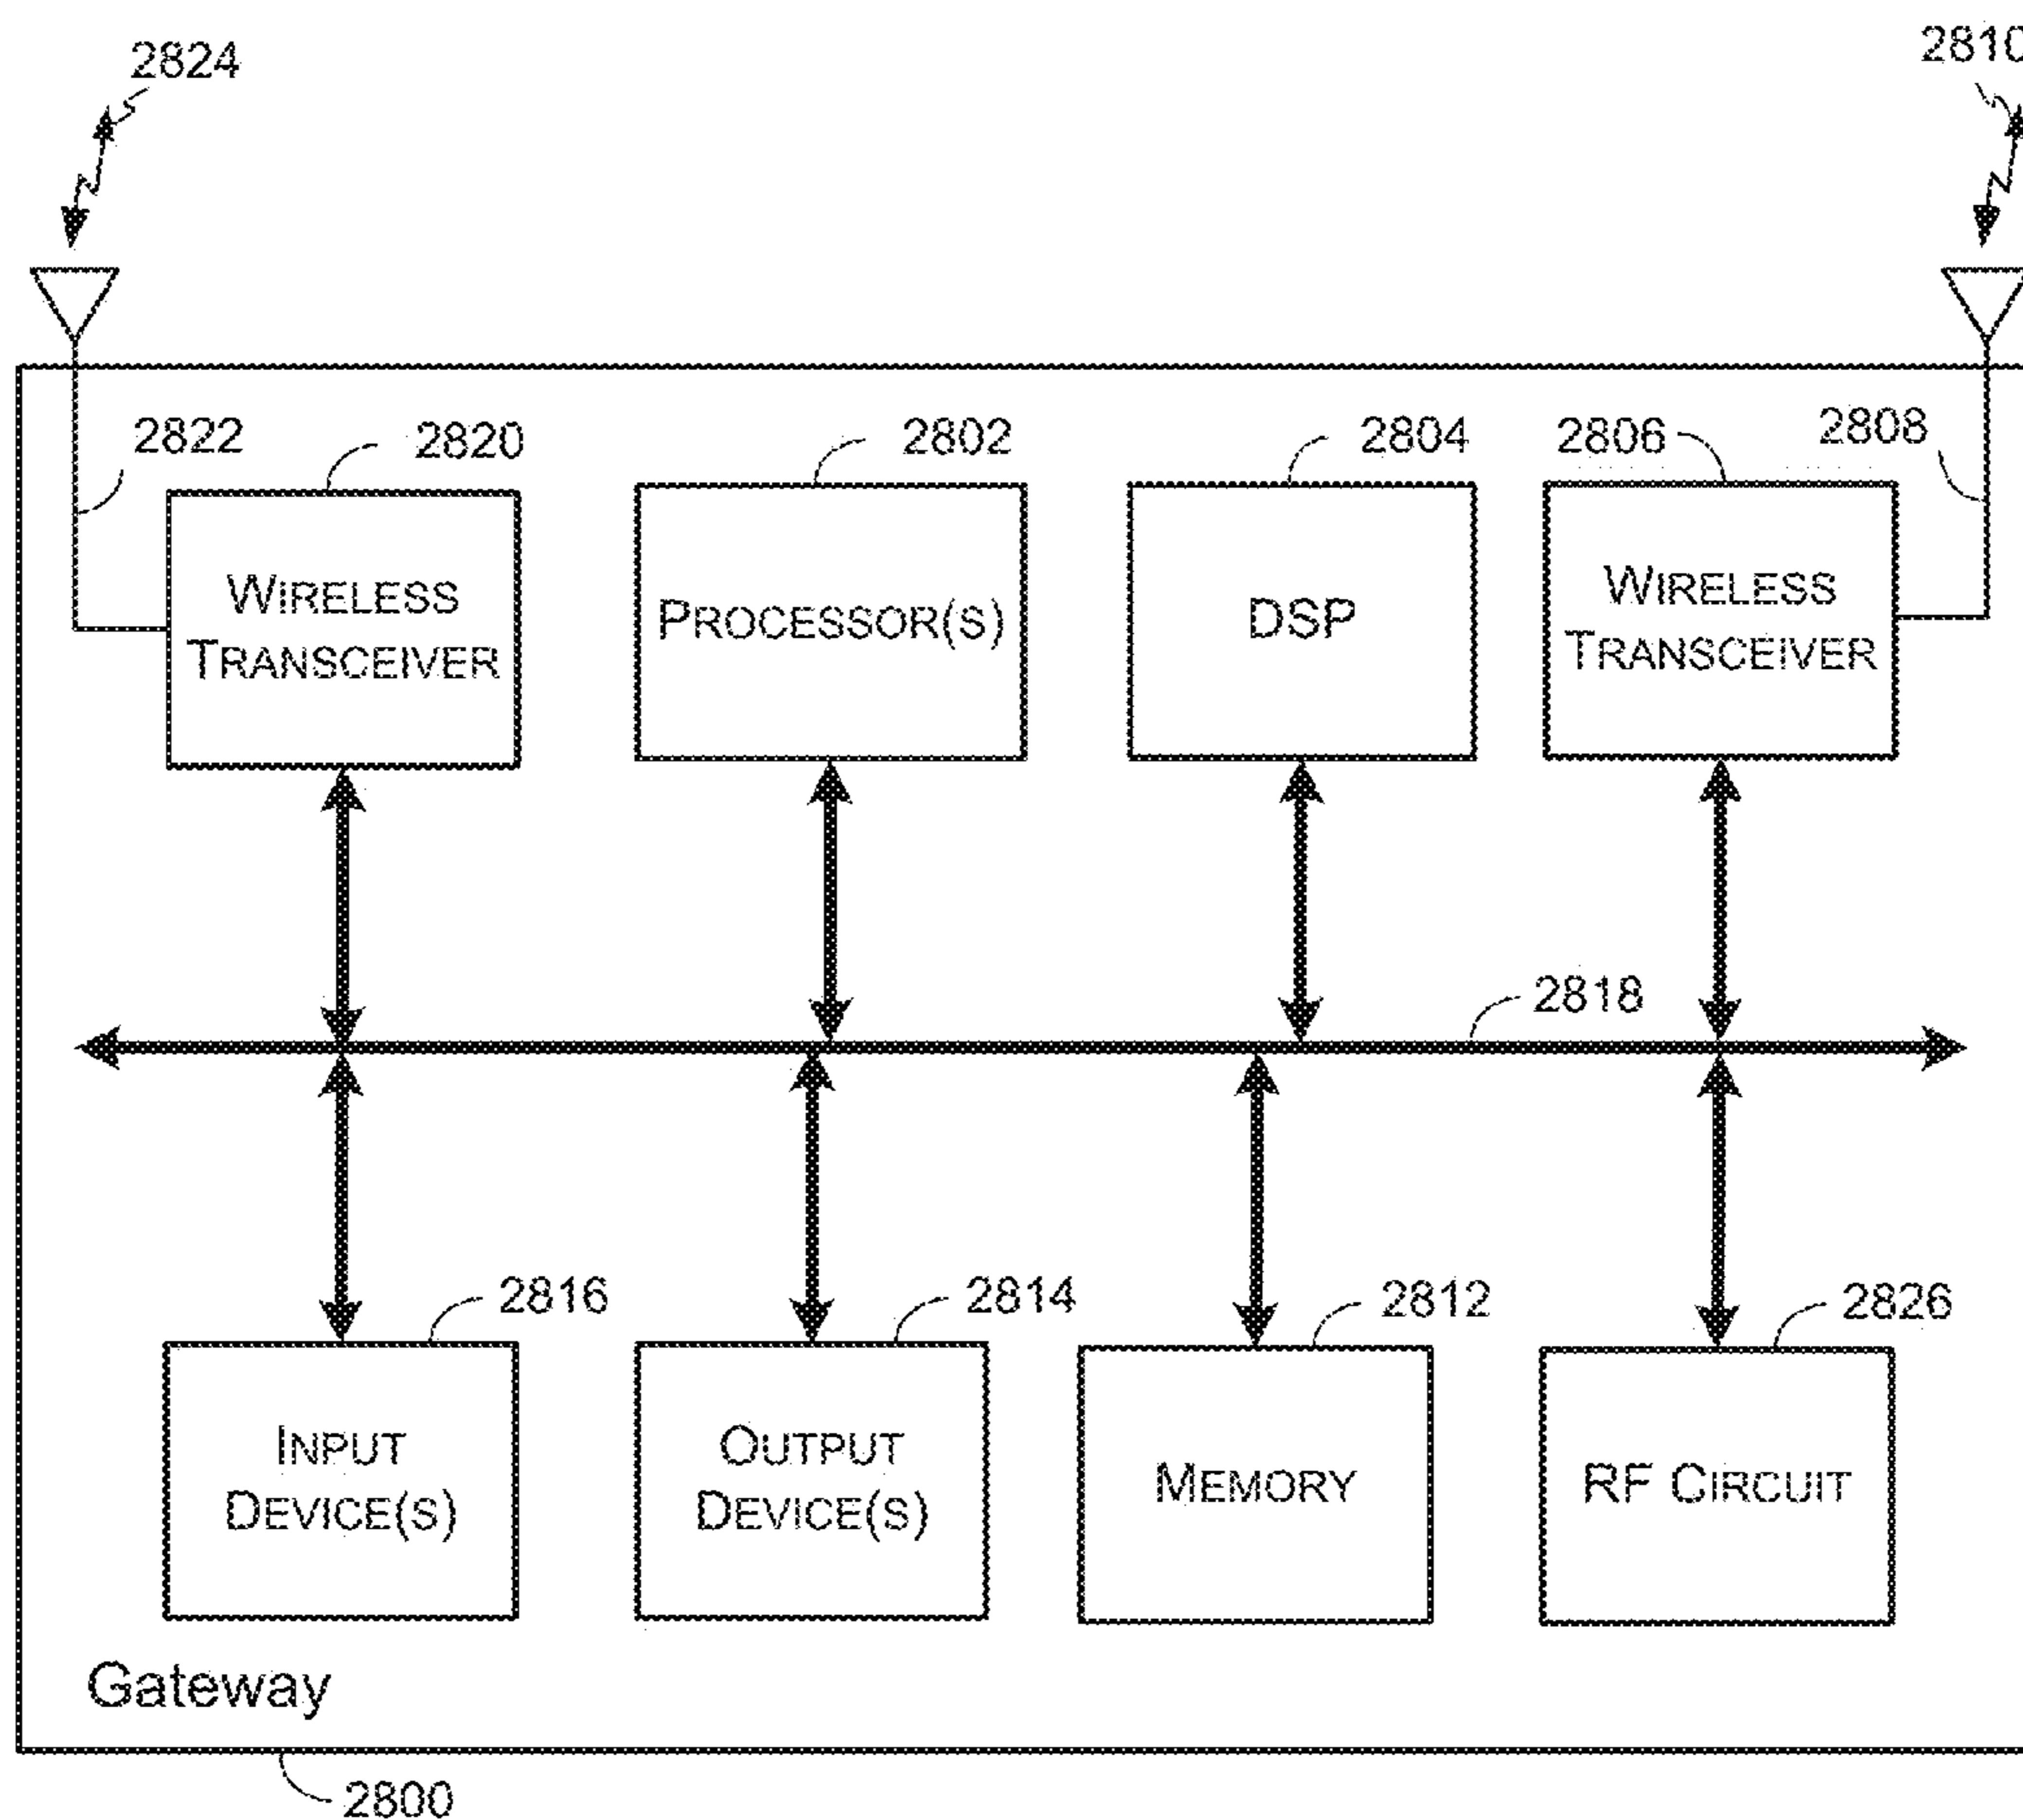 2824
2810
2822
2820
2802
2804
2806
2808
WIRELESS
TRANSCEIVER
PROCESSOR(S)
DSP
WIRELESS
TRANSCEIVER
2818
2816
2814
2812
2826
INPUT
DEVICE(S)
OUTPUT
DEVICE(S)
MEMORY
RF CIRCUIT
Gateway
2800